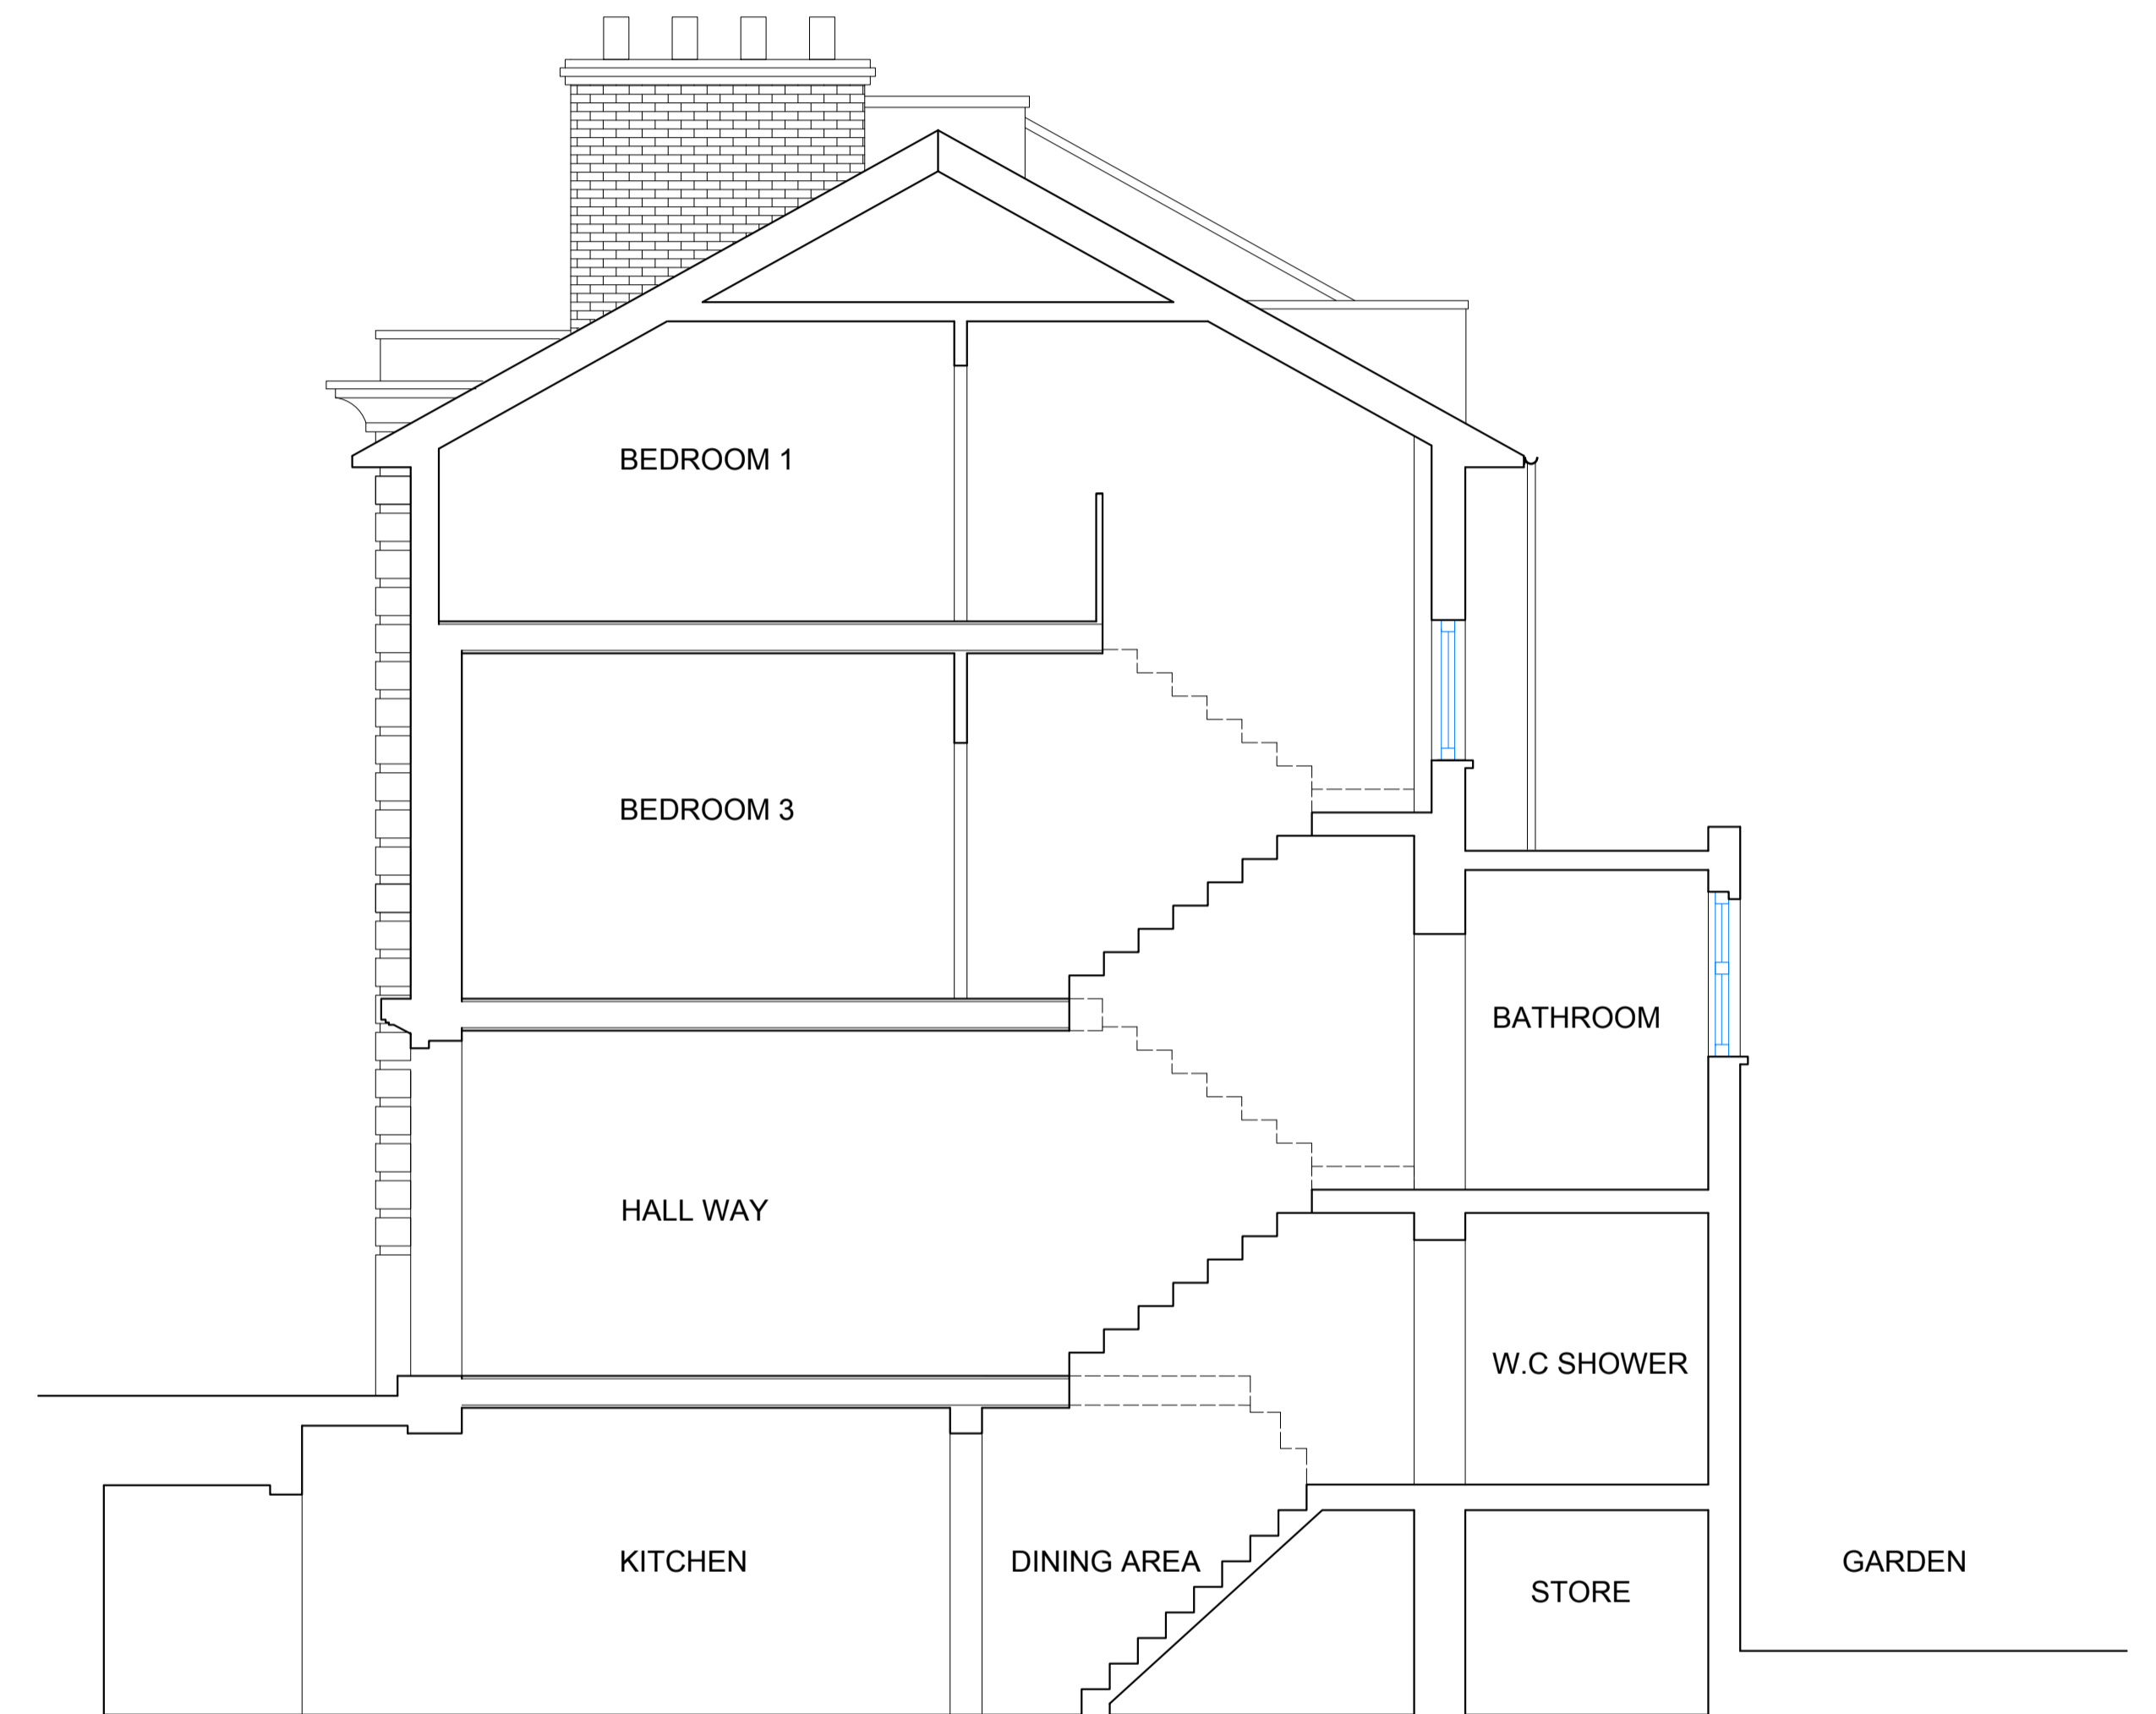 BEDROOM 1
BEDROOM 3
BATHROOM
HALL WAY
W.C SHOWER
KITCHEN
DINING AREA
STORE
GARDEN